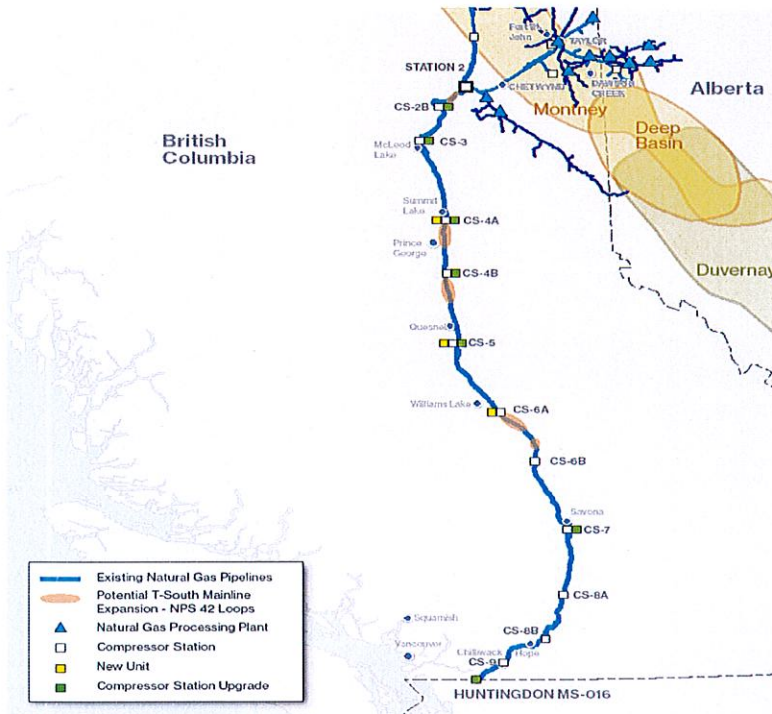 Fort St. John
TAYLOR
STATION 2
CHETWYND
DAWSON CREEK
Alberta
CS-2B
Montney
British Columbia
Deep Basin
McLeod Lake
CS-3
Summit Lake
CS-4A
Prince George
Duvernay
CS-4B
Quesnel
CS-5
Williams Lake
CS-6A
CS-6B
Savona
CS-7
Existing Natural Gas Pipelines
Potential T-South Mainline
Expansion - NPS 42 Loops
Natural Gas Processing Plant
Compressor Station
New Unit
Compressor Station Upgrade
CS-8A
Squamish
CS-8B
Vancouver
Chilliwack
Hope
CS-9
HUNTINGDON MS-016